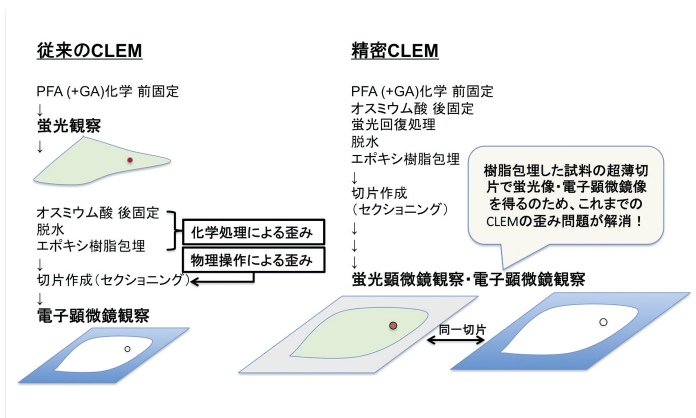 従来のCLEM
PFA (+GA)化学 前固定
↓
蛍光観察
↓
オスミウム酸 後固定
脱水
エポキシ樹脂包埋
↓
切片作成(セクショニング)
↓
電子顕微鏡観察
化学処理による歪み
物理操作による歪み
精密CLEM
PFA (+GA)化学 前固定
オスミウム酸 後固定
蛍光回復処理
脱水
エポキシ樹脂包埋
↓
切片作成
(セクショニング)
↓
↓
↓
蛍光顕微鏡観察・電子顕微鏡観察
樹脂包埋した試料の超薄切
片で蛍光像・電子顕微鏡像
を得るのため、これまでの
CLEMの歪み問題が解消!
同一切片